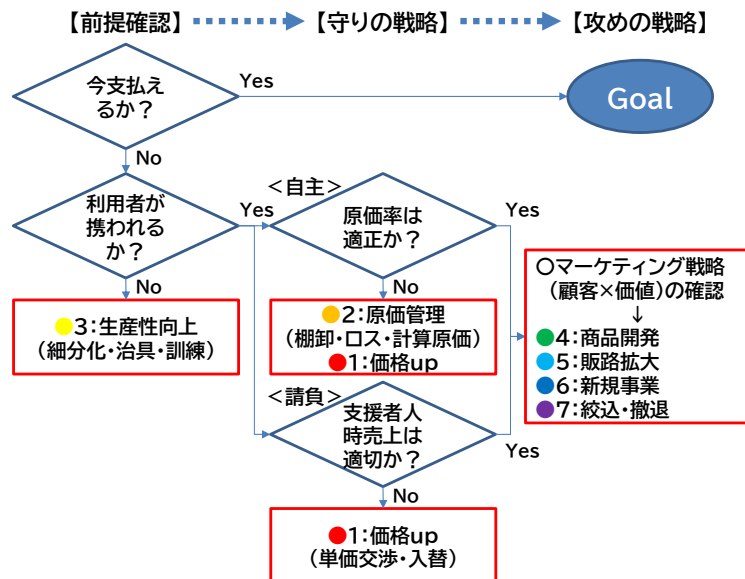 【前提確認】
【守りの戦略】
【攻めの戦略】
今支払え
るか？
Yes
Goal
No
利用者が
携われる
か？
Yes
＜自主＞
原価率は
適正か？
Yes
No
No
●3：生産性向上
（細分化・治具・訓練）
●2：原価管理
（棚卸・ロス・計算原価）
●1：価格up
○マーケティング戦略
（顧客×価値）の確認
↓
●4：商品開発
●5：販路拡大
●6：新規事業
●7：絞込・撤退
＜請負＞
支援者人
時売上は
適切か？
Yes
No
●1：価格up
（単価交渉・入替）